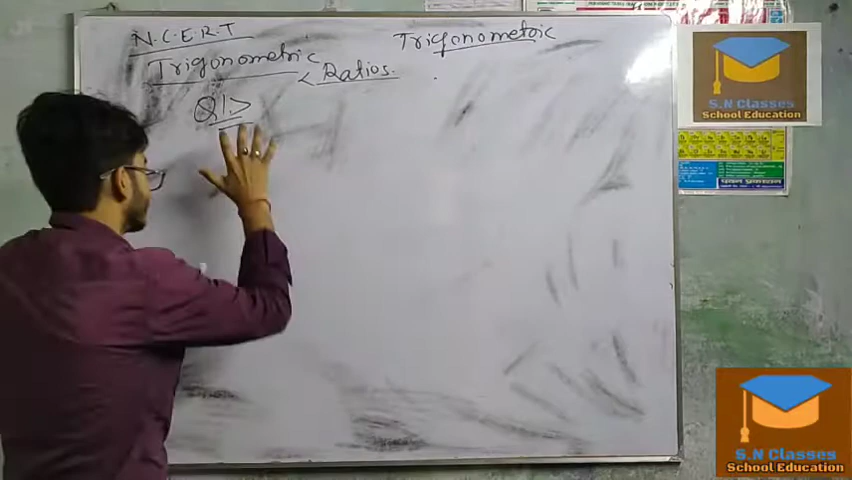 N.C.E.R.T
Trigonometric
Ratios.
Trigonometric
Q1>
S.N Classes
School Education
S.N Classes
School Education